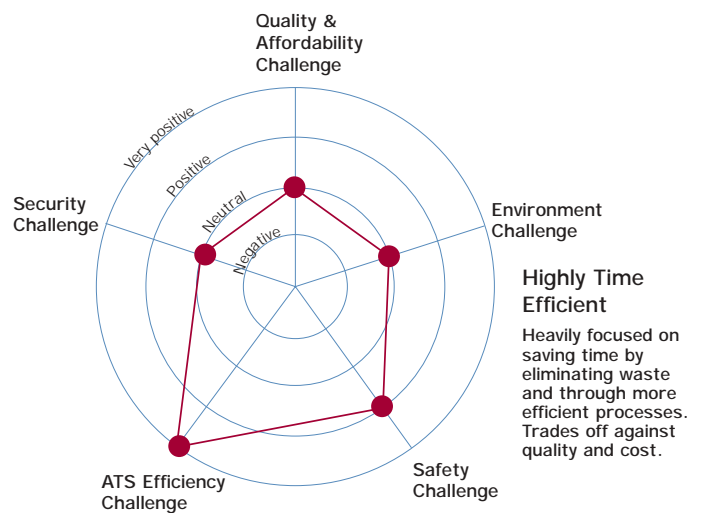 Quality &
Affordability
Challenge
Very positive
Positive
Neutral
Negative
Security
Challenge
Environment
Challenge
Highly Time
Efficient
Heavily focused on
saving time by
eliminating waste
and through more
efficient processes.
Trades off against
quality and cost.
ATS Efficiency
Challenge
Safety
Challenge